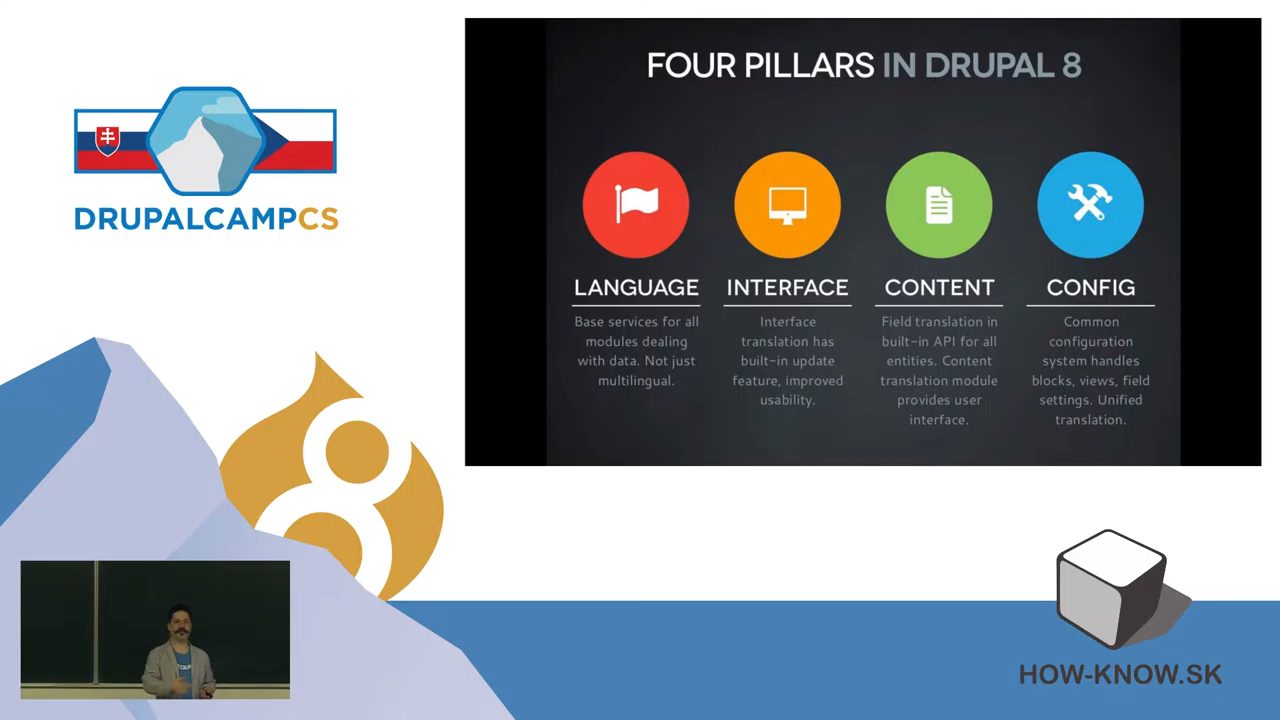 DRUPALCAMPCS
FOUR PILLARS IN DRUPAL 8
LANGUAGE
Base services for all
modules dealing
with data. Not just
multilingual.
INTERFACE
Interface
translation has
built-in update
feature, improved
usability.
CONTENT
Field translation in
built-in API for all
entities. Content
translation module
provides user
interface.
CONFIG
Common
configuration
system handles
blocks, views, field
settings. Unified
translation.
8
HOW-KNOW.SK